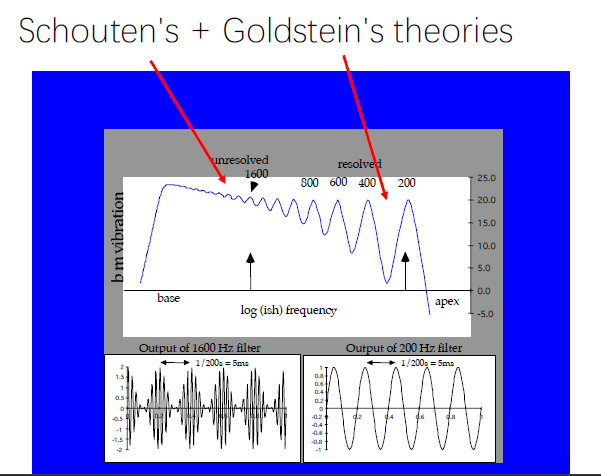 Schouten's + Goldstein's theories
unresolved
resolved
1600
800 600 400 200
25.0
20.0
15.0
10.0
5.0
0.0
-5.0
b m vibration
base
apex
log (ish) frequency
Output of 1600 Hz filter
1/200s = 5ms
2
1.5
1
0.5
0
-0.5
-1
-1.5
-2
0.2 0.4 0.6 0.8 1
Output of 200 Hz filter
1/200s = 5ms
1
0.8
0.6
0.4
0.2
0
-0.2
-0.4
-0.6
-0.8
-1
0.2 0.4 0.6 0.8 1